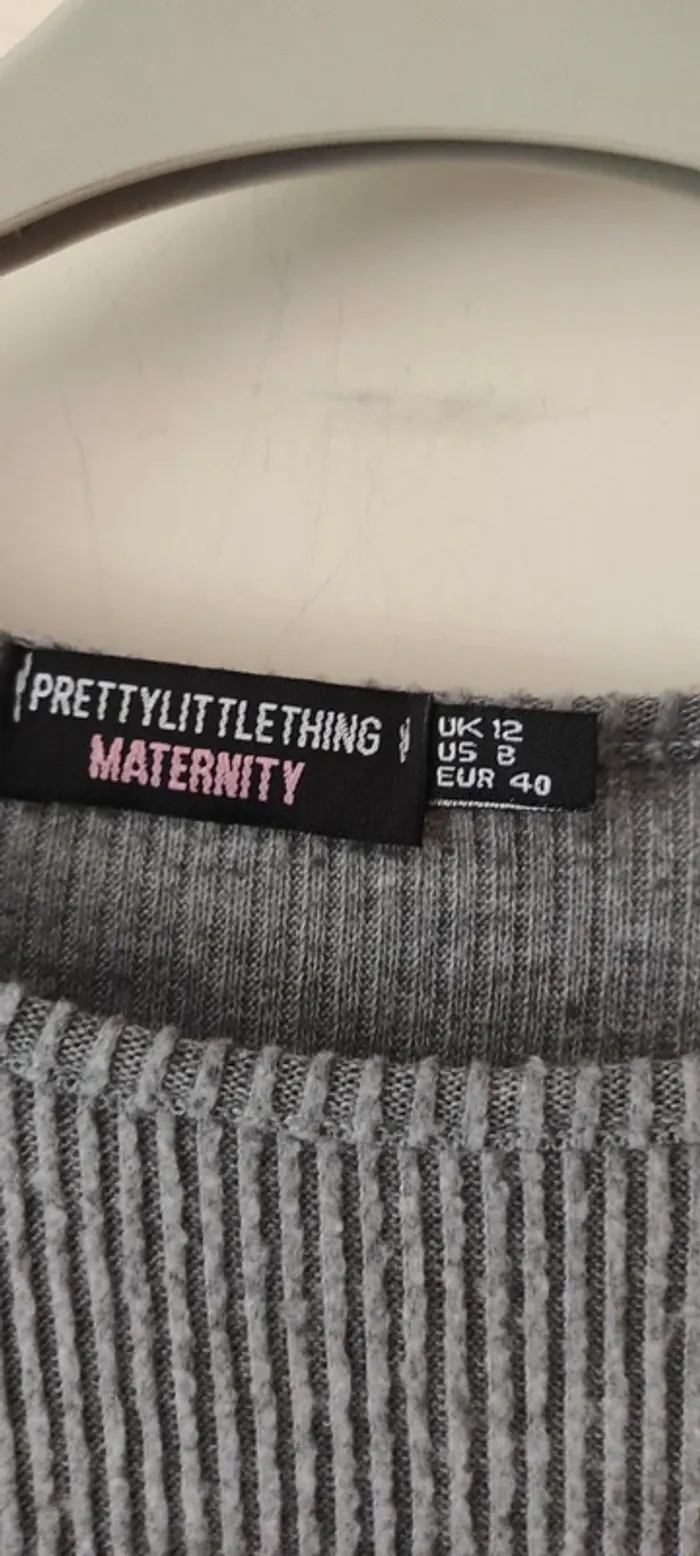 PRETTYLITTLETHING
MATERNITY
UK 12
US 8
EUR 40